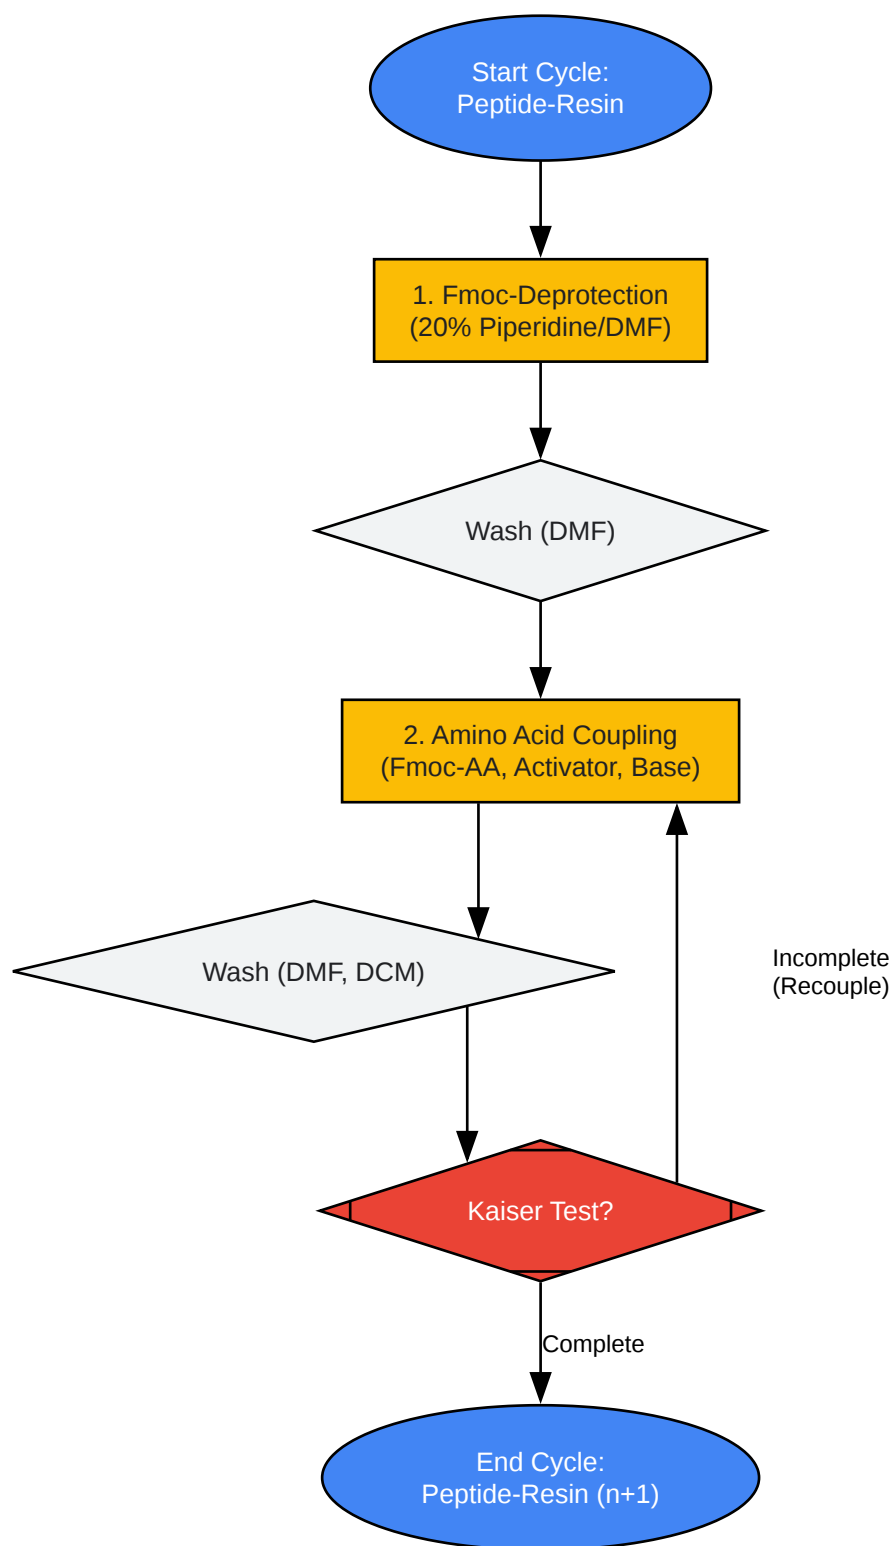 Start Cycle:
Peptide-Resin
1. Fmoc-Deprotection
(20% Piperidine/DMF)
Wash (DMF)
2. Amino Acid Coupling
(Fmoc-AA, Activator, Base)
Wash (DMF, DCM)
Incomplete
(Recouple)
Kaiser Test?
Complete
End Cycle:
Peptide-Resin (n+1)